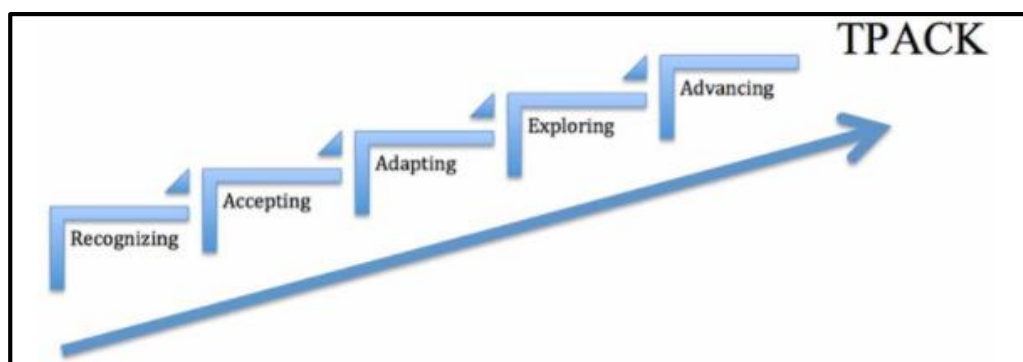 TPACK
Advancing
Exploring
Adapting
Accepting
Recognizing